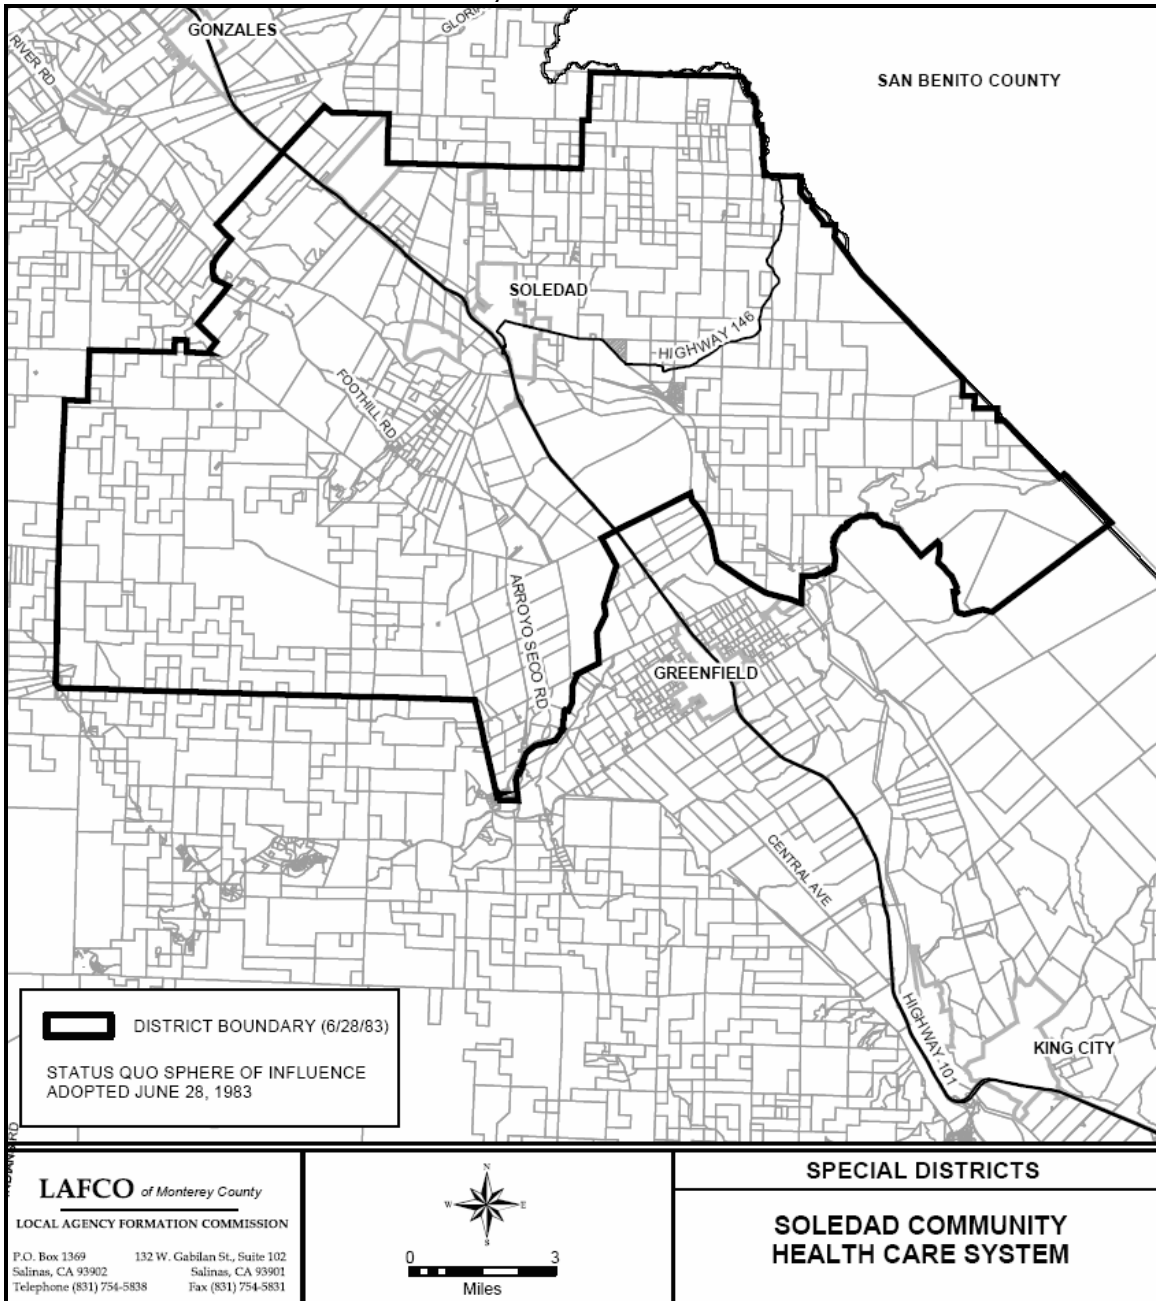 GONZALES
GLORIA
RIVER RD
SAN BENITO COUNTY
SOLEDAD
HIGHWAY 146
FOOTHILL RD
ARROYO SECO RD
GREENFIELD
CENTRAL AVE
HIGHWAY 101
KING CITY
DISTRICT BOUNDARY (6/28/83)
STATUS QUO SPHERE OF INFLUENCE
ADOPTED JUNE 28, 1983
LAFCO of Monterey County
LOCAL AGENCY FORMATION COMMISSION
P.O. Box 1369 132 W. Gabilan St., Suite 102
Salinas, CA 93902 Salinas, CA 93901
Telephone (831) 754-5838 Fax (831) 754-5831
N
W E
S
0 3
Miles
SPECIAL DISTRICTS
SOLEDAD COMMUNITY
HEALTH CARE SYSTEM